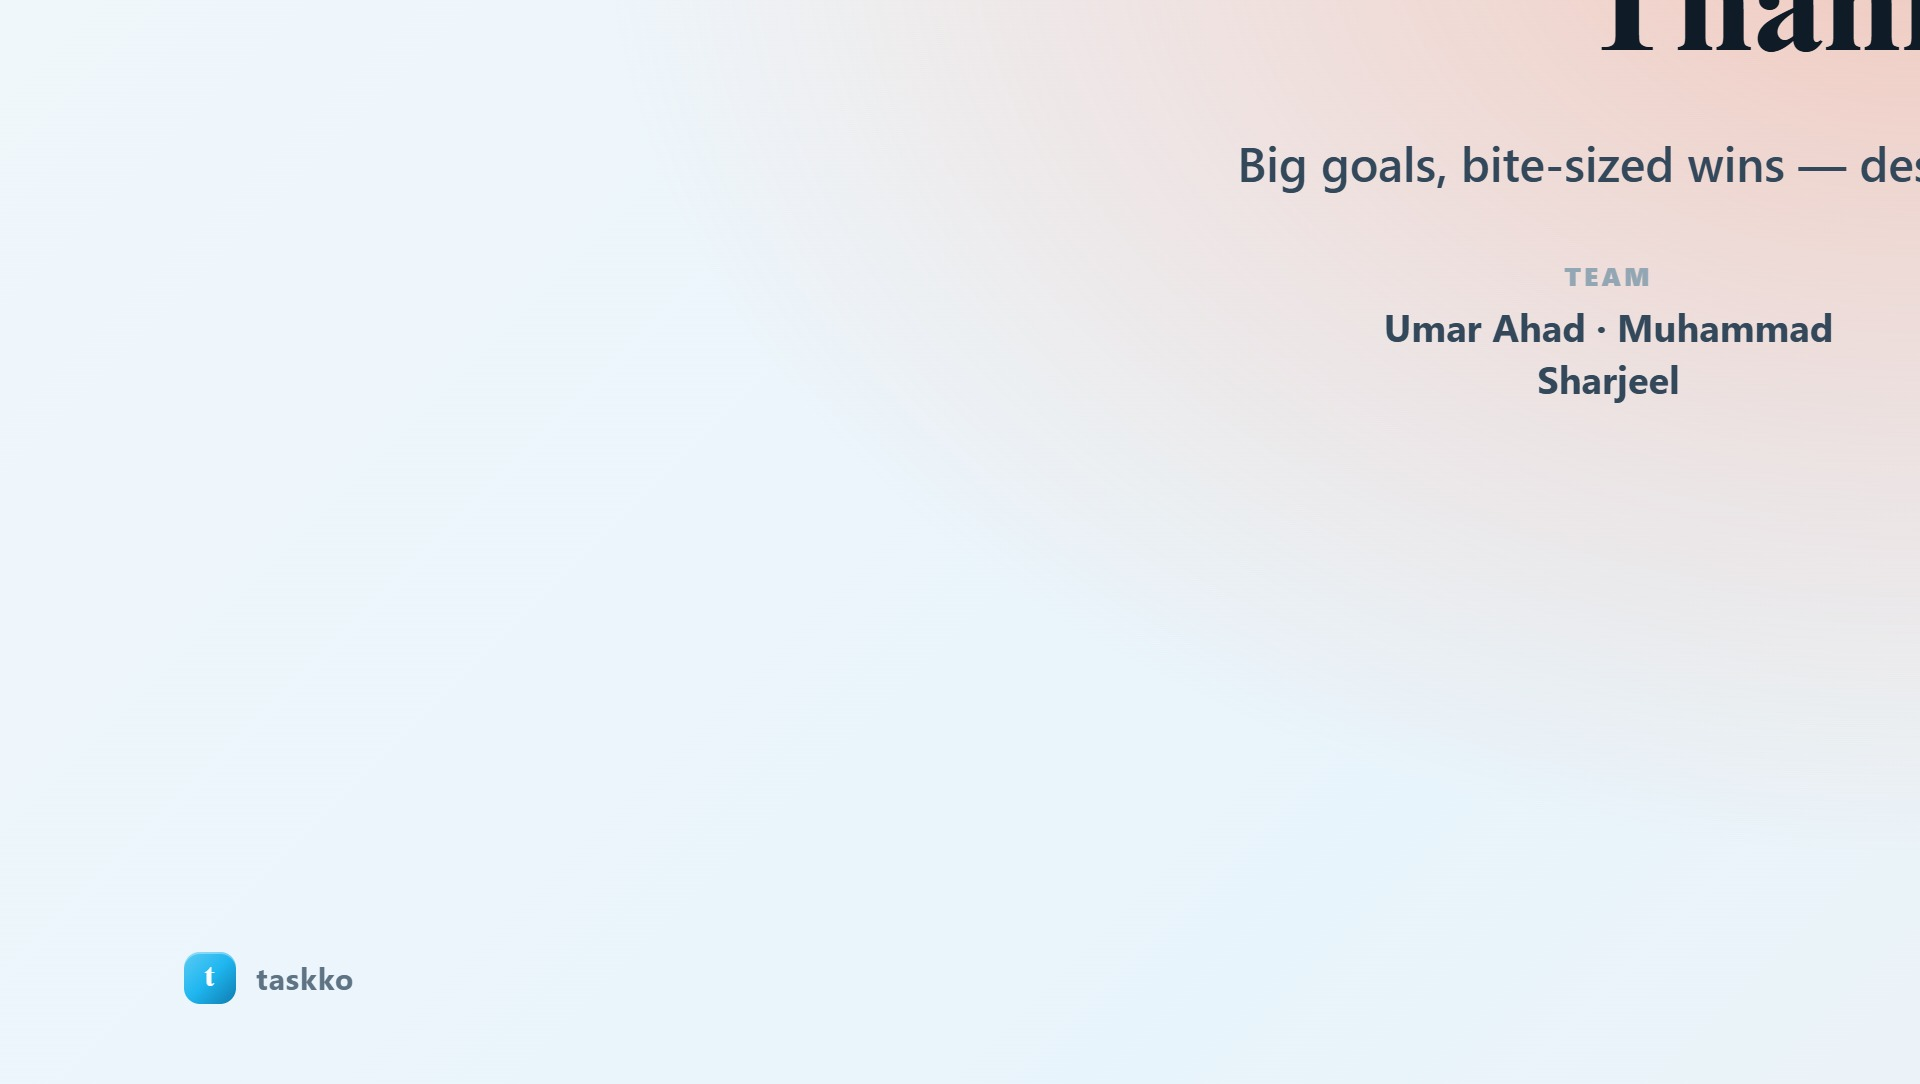 Big goals, bite-sized wins —
TEAM
Umar Ahad · Muhammad
Sharjeel
t
taskko